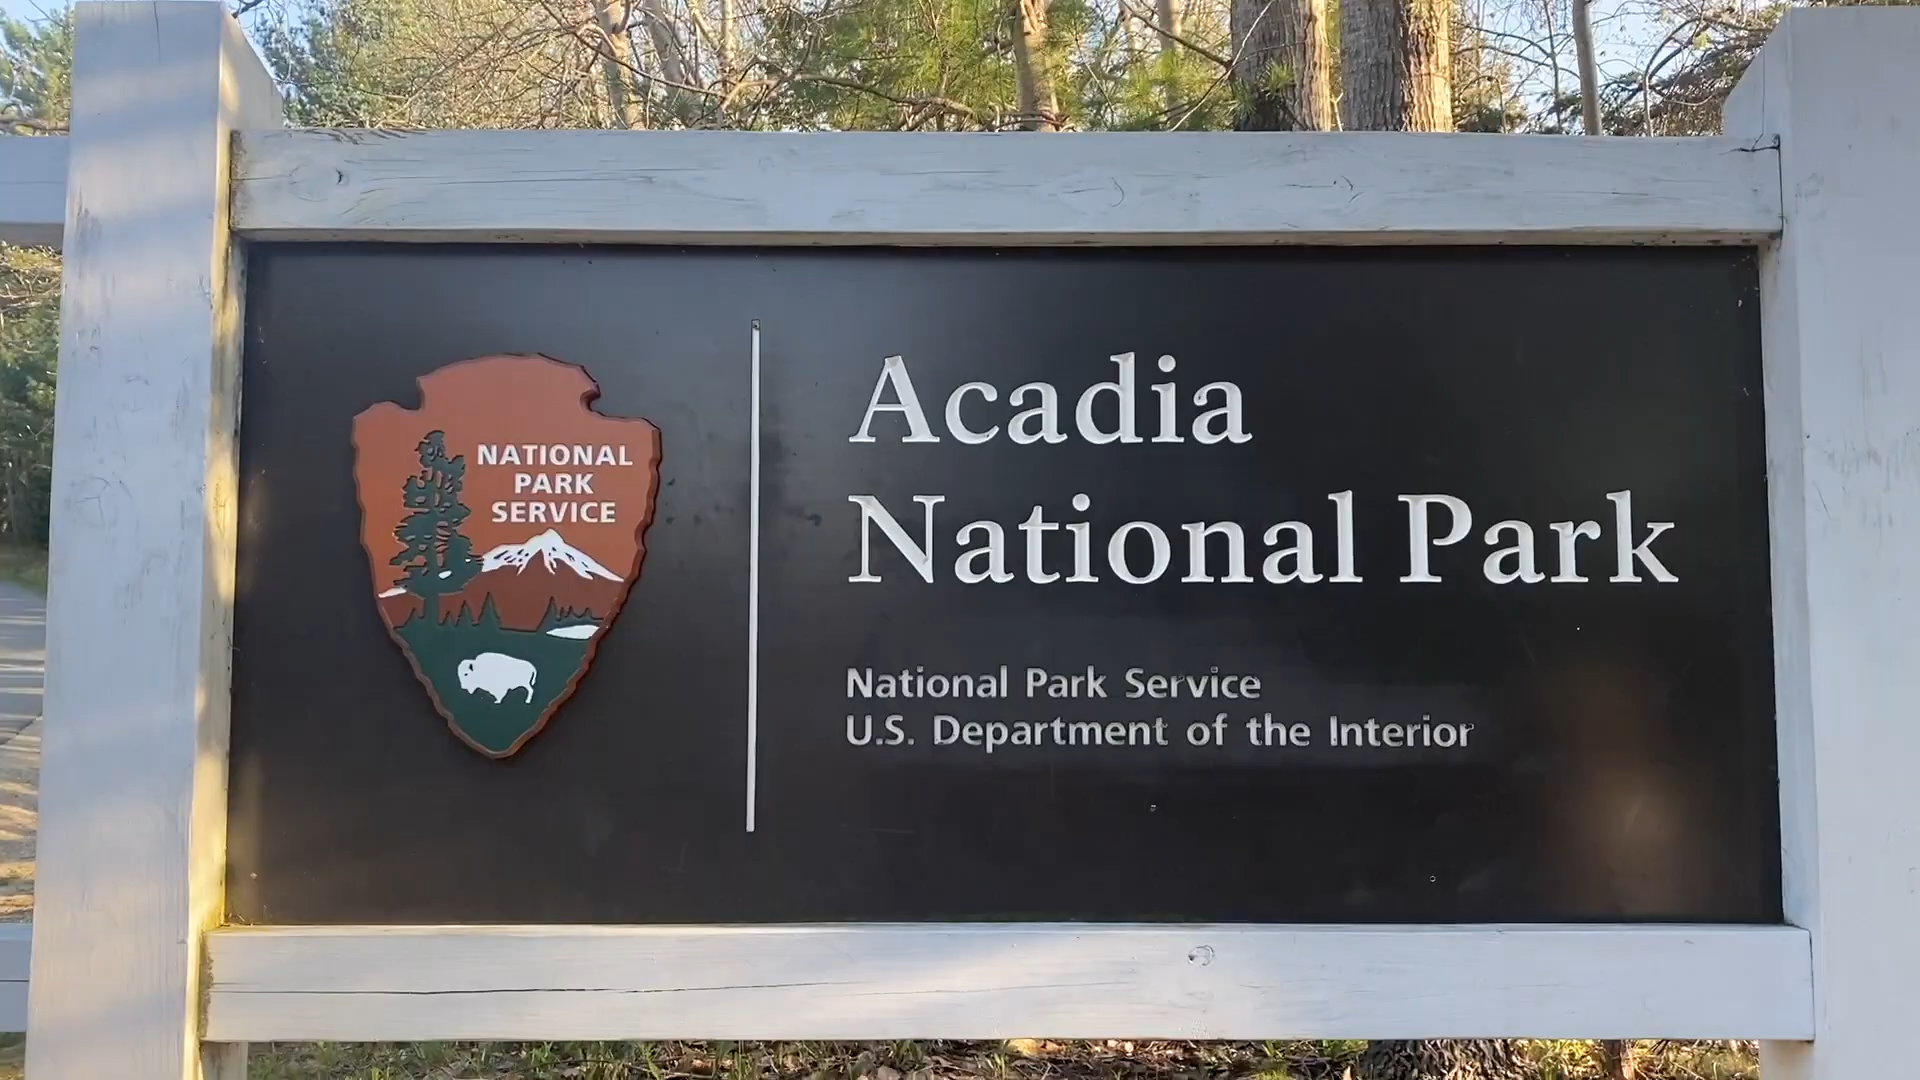 NATIONAL
PARK
SERVICE
Acadia
National Park
National Park Service
U.S. Department of the Interior